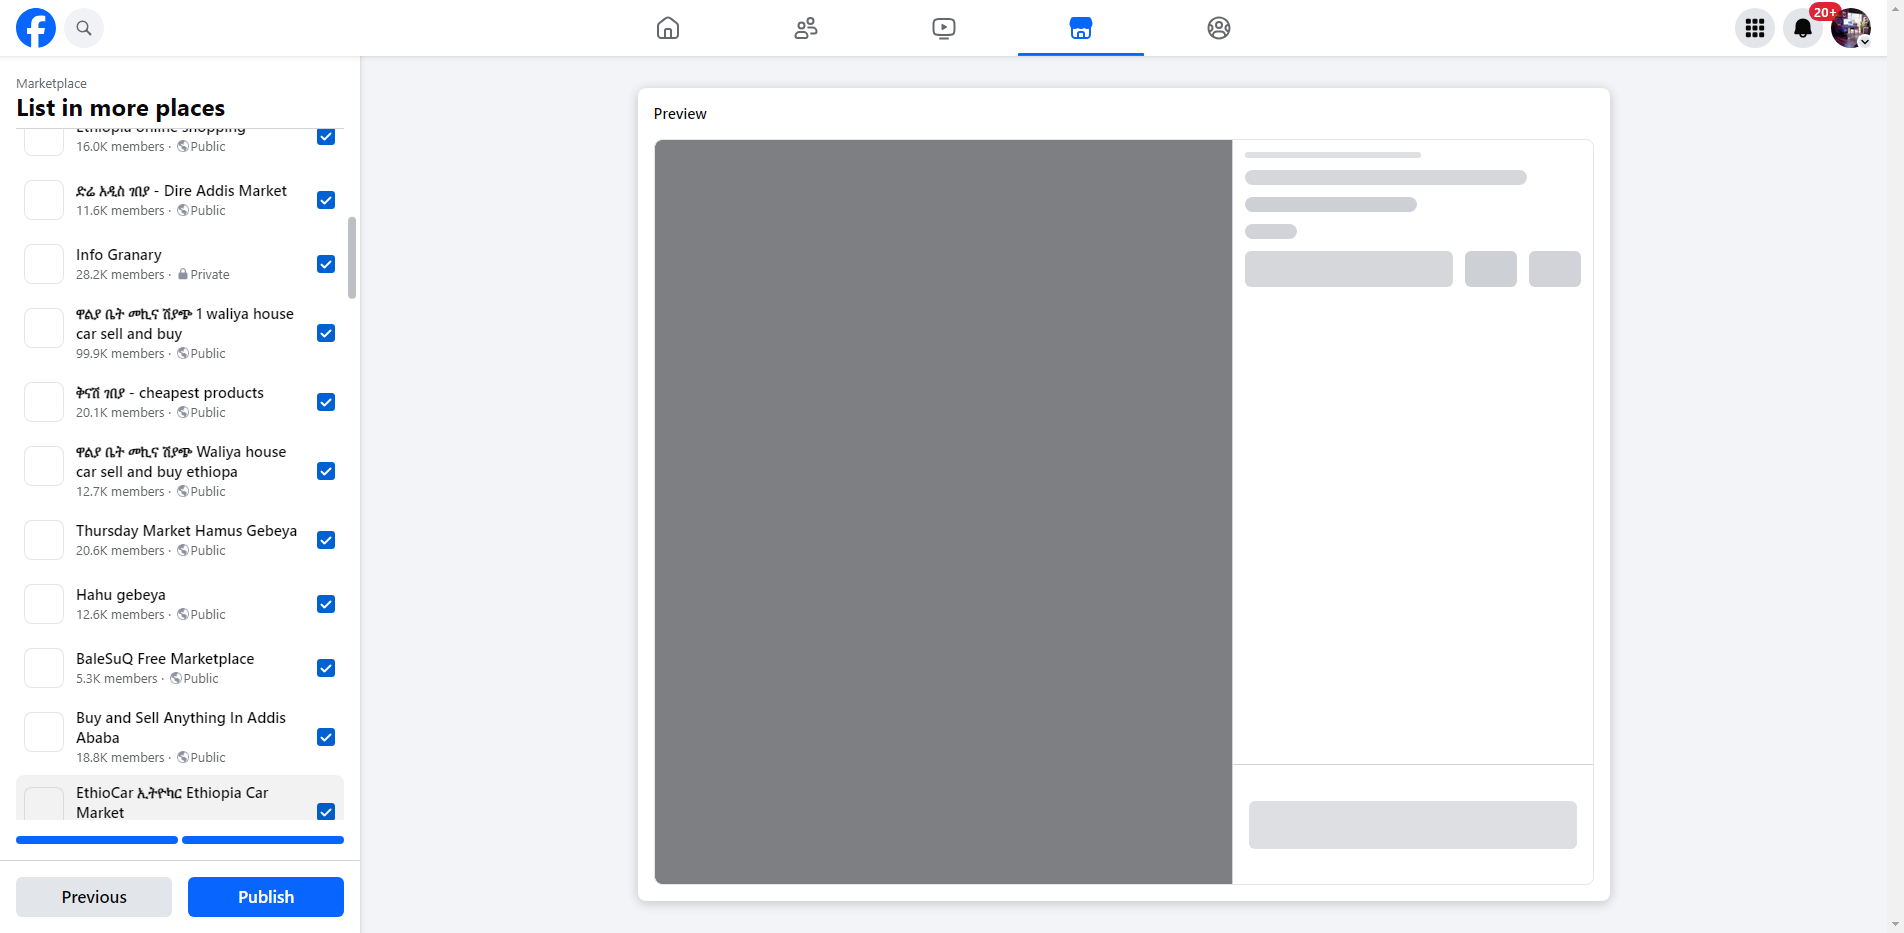 20+
Marketplace
List in more places
Ethiopia online shopping
16.0K members · Public
ድሬ አዲስ ገበያ - Dire Addis Market
11.6K members · Public
Info Granary
28.2K members · Private
ዋልያ ቤት መኪና ሽያጭ 1 waliya house
car sell and buy
99.9K members · Public
ቅናሽ ገበያ - cheapest products
20.1K members · Public
ዋልያ ቤት መኪና ሽያጭ Waliya house
car sell and buy ethiopa
12.7K members · Public
Thursday Market Hamus Gebeya
20.6K members · Public
Hahu gebeya
12.6K members · Public
BaleSuQ Free Marketplace
5.3K members · Public
Buy and Sell Anything In Addis
Ababa
18.8K members · Public
EthioCar ኢትዮካር Ethiopia Car
Market
Previous
Publish
Preview